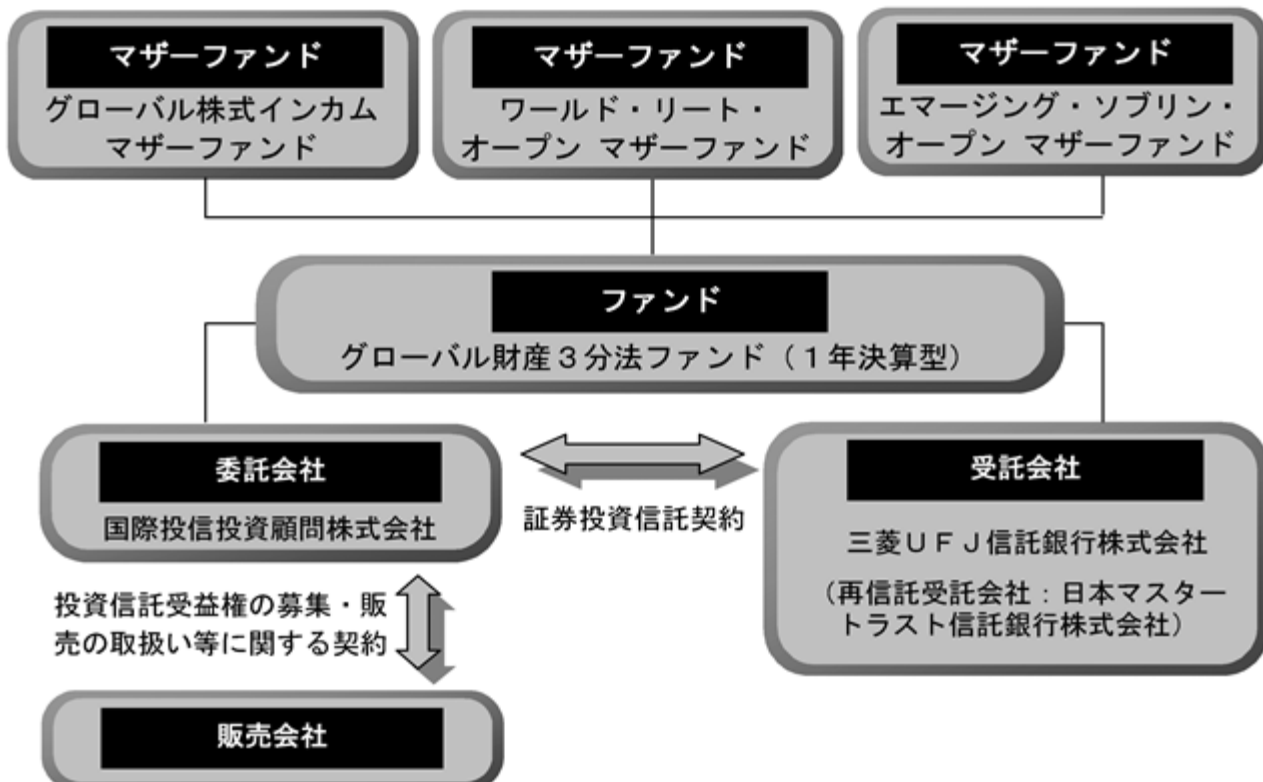 マザーファンド
グローバル株式インカム
マザーファンド
マザーファンド
ワールド・リート・
オープン マザーファンド
マザーファンド
エマージング・ソブリン・
オープン マザーファンド
ファンド
グローバル財産３分法ファンド（１年決算型）
委託会社
国際投信投資顧問株式会社
証券投資信託契約
受託会社
三菱ＵＦＪ信託銀行株式会社
（再信託受託会社：日本マスター
トラスト信託銀行株式会社）
投資信託受益権の募集・販
売の取扱い等に関する契約
販売会社